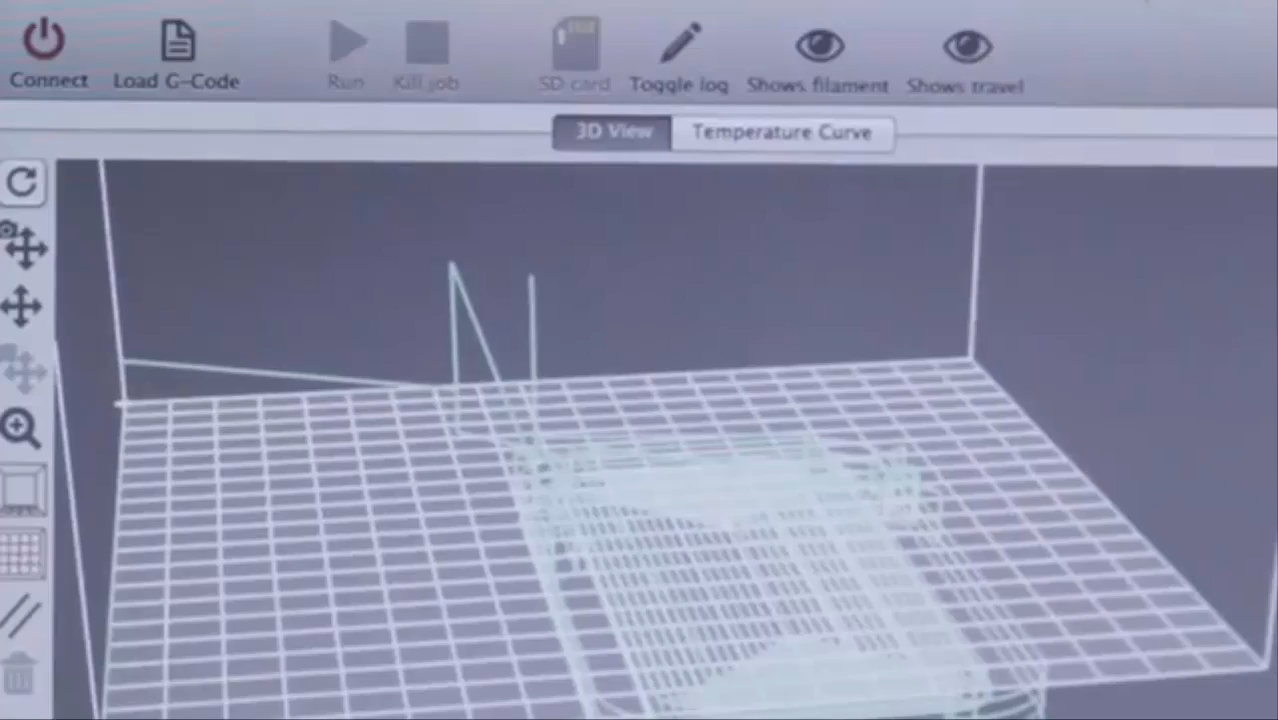 Connect Load G-Code Run Kill job SD card Toggle log Shows filament Shows travel
3D View Temperature Curve